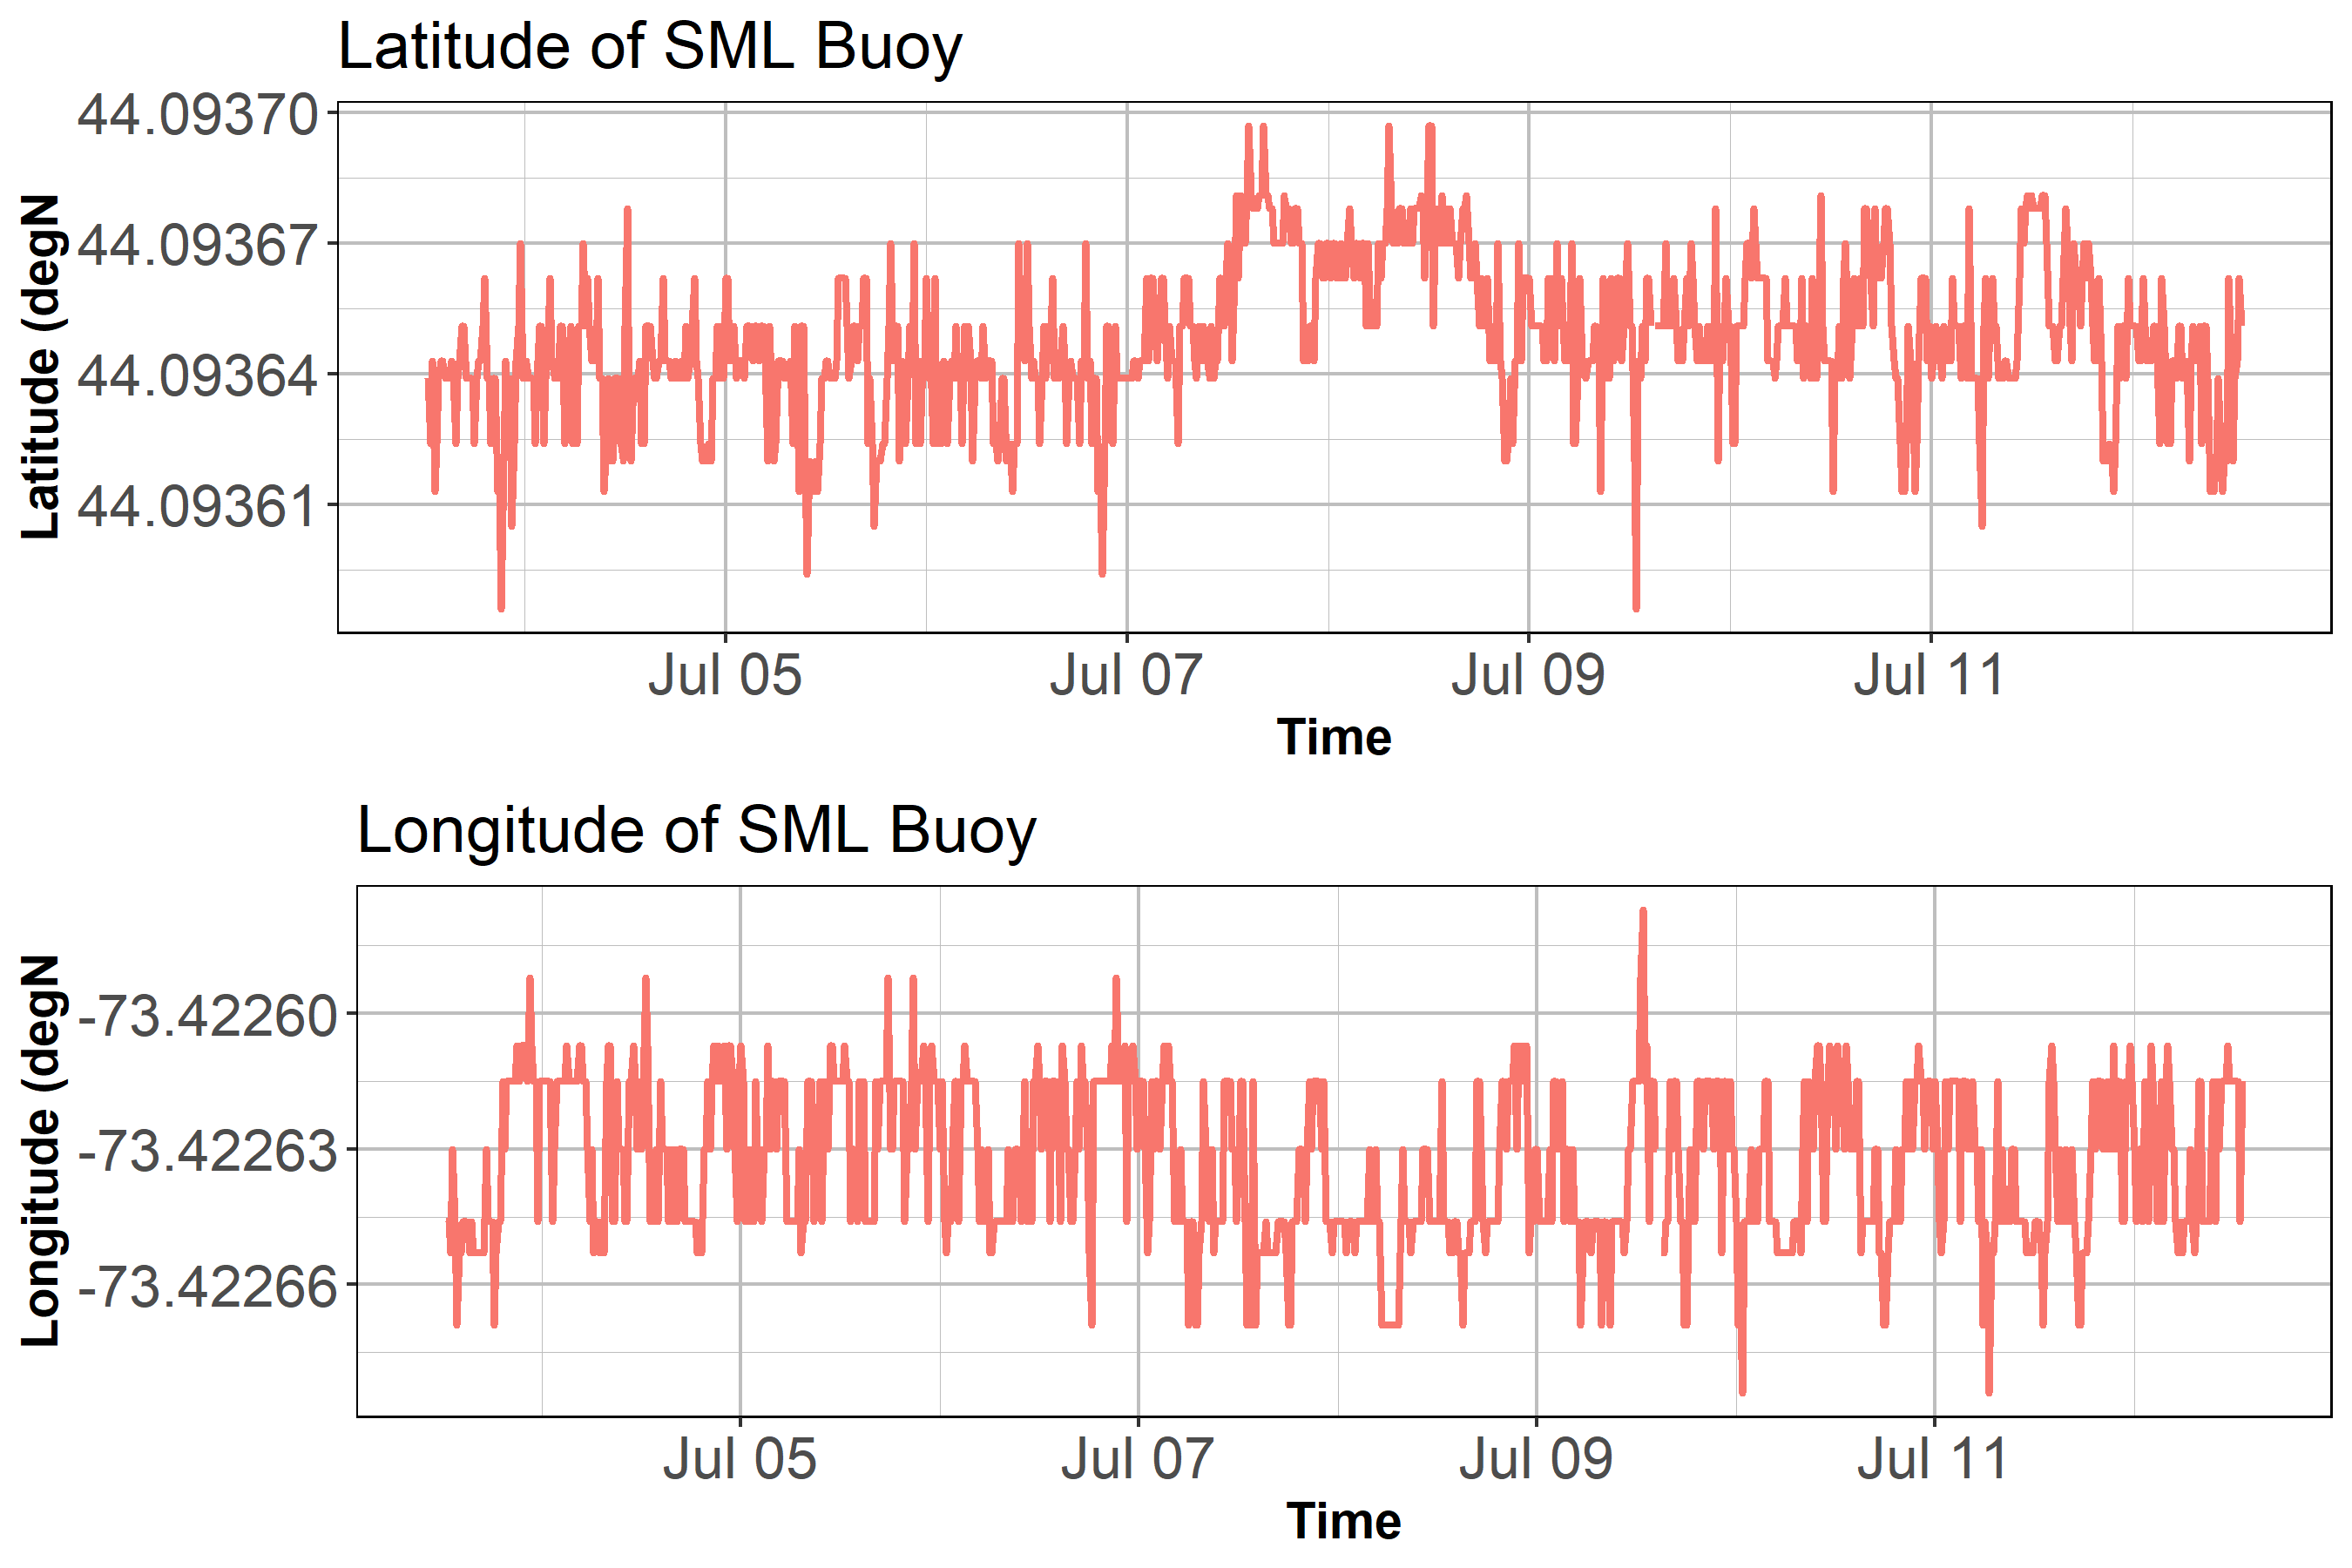 Latitude of SML Buoy
44.09370
44.09367
44.09364
44.09361
Latitude (degN
Jul 05 Jul 07 Jul 09 Jul 11
Time
Longitude of SML Buoy
-73.42260
-73.42263
-73.42266
Longitude (degN
Jul 05 Jul 07 Jul 09 Jul 11
Time